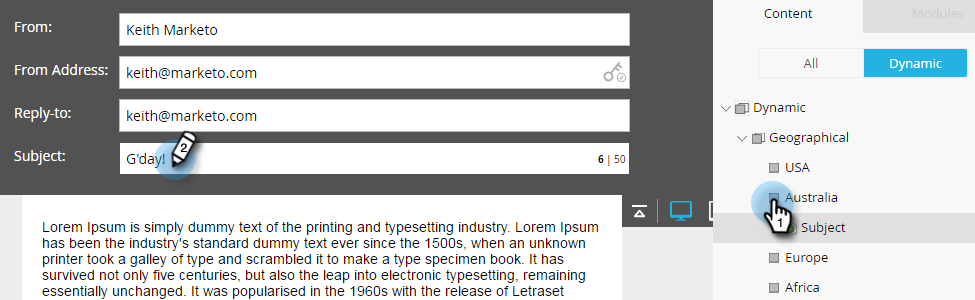 From:
Keith Marketo
From Address:
keith@marketo.com
Reply-to:
keith@marketo.com
Subject:
G'day!
2
6 | 50
Lorem Ipsum is simply dummy text of the printing and typesetting industry. Lorem Ipsum
has been the industry's standard dummy text ever since the 1500s, when an unknown
printer took a galley of type and scrambled it to make a type specimen book. It has
survived not only five centuries, but also the leap into electronic typesetting, remaining
essentially unchanged. It was popularised in the 1960s with the release of Letraset
Content
Modules
All
Dynamic
Dynamic
Geographical
USA
Australia
1
Subject
Europe
Africa